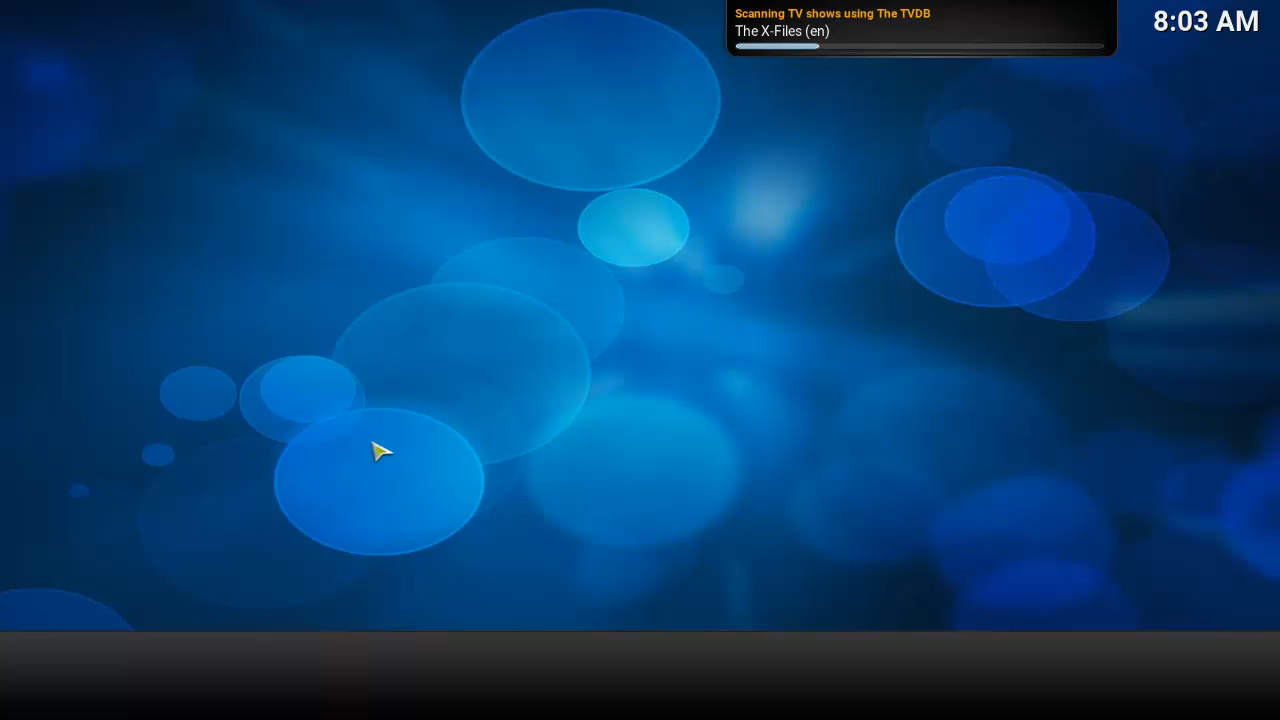 Scanning TV shows using The TVDB
The X-Files (en)
8:03 AM